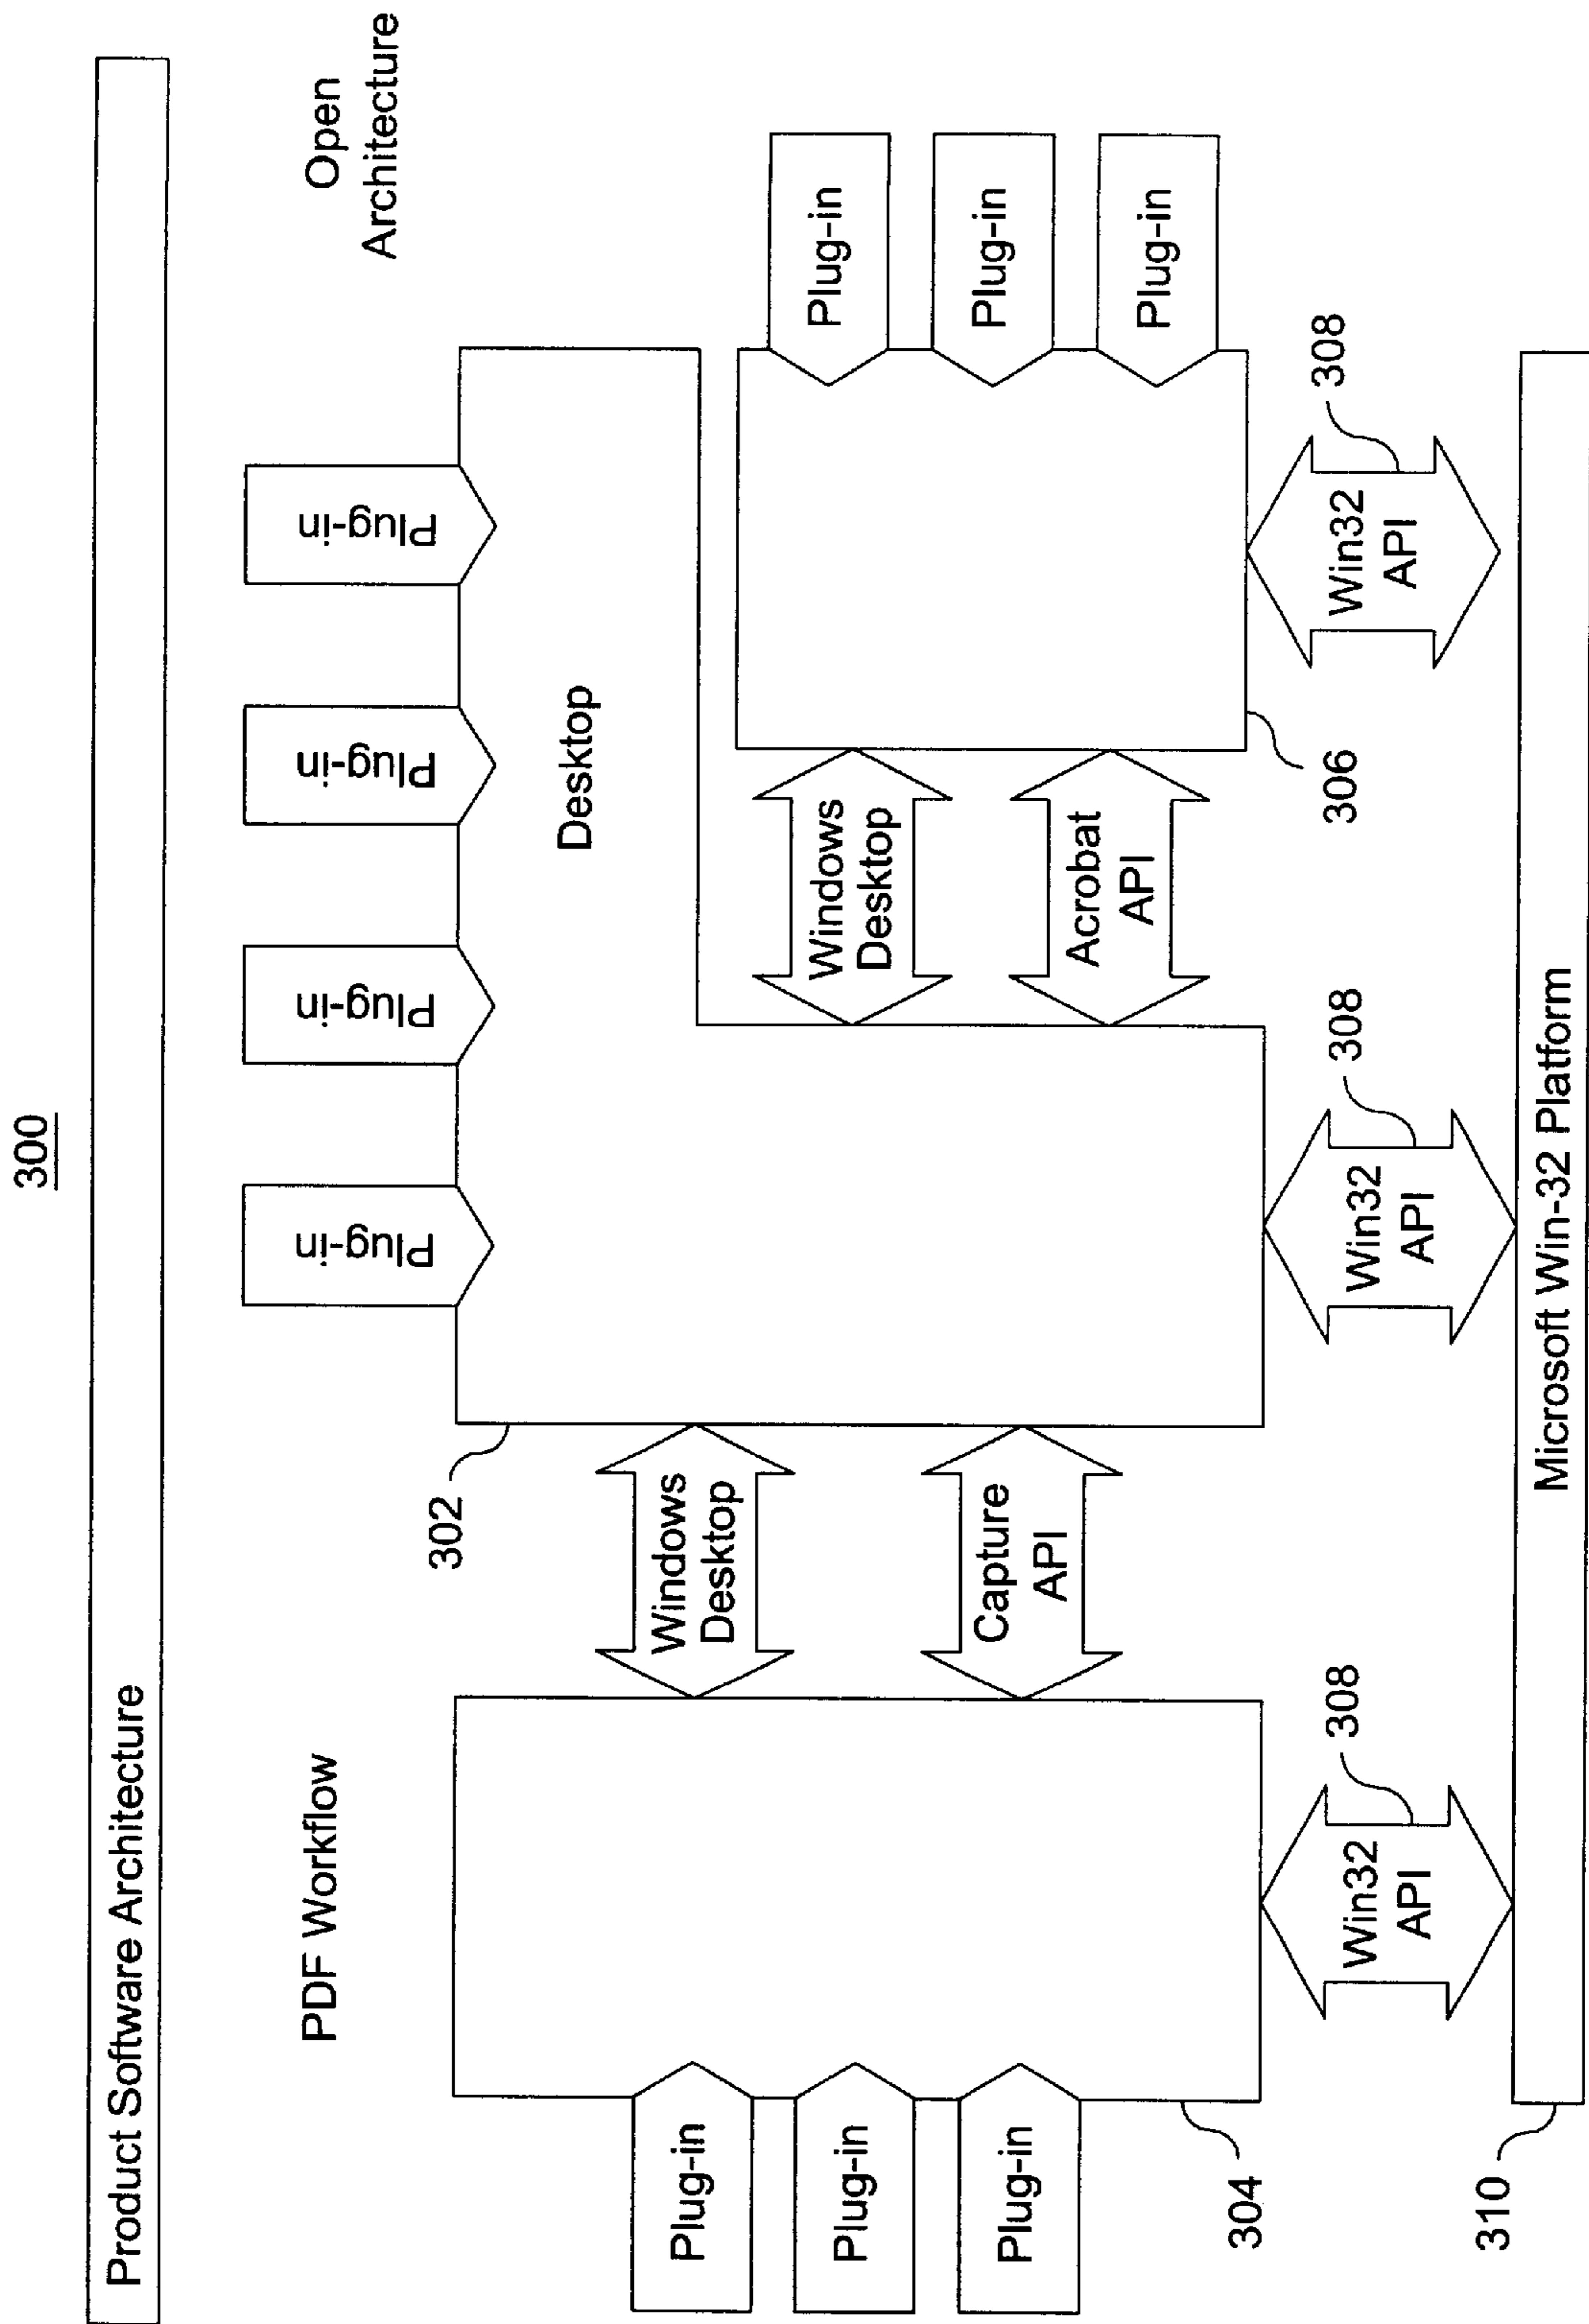 300
Product Software Architecture
PDF Workflow
Open
Architecture
Plug-in
Plug-in
Plug-in
Plug-in
302
Desktop
Windows
Desktop
Windows
Desktop
Plug-in
Plug-in
Plug-in
Plug-in
Plug-in
Plug-in
Capture
API
Acrobat
API
304
306
Win32
API
308
Win32
API
308
Win32
API
308
310
Microsoft Win-32 Platform